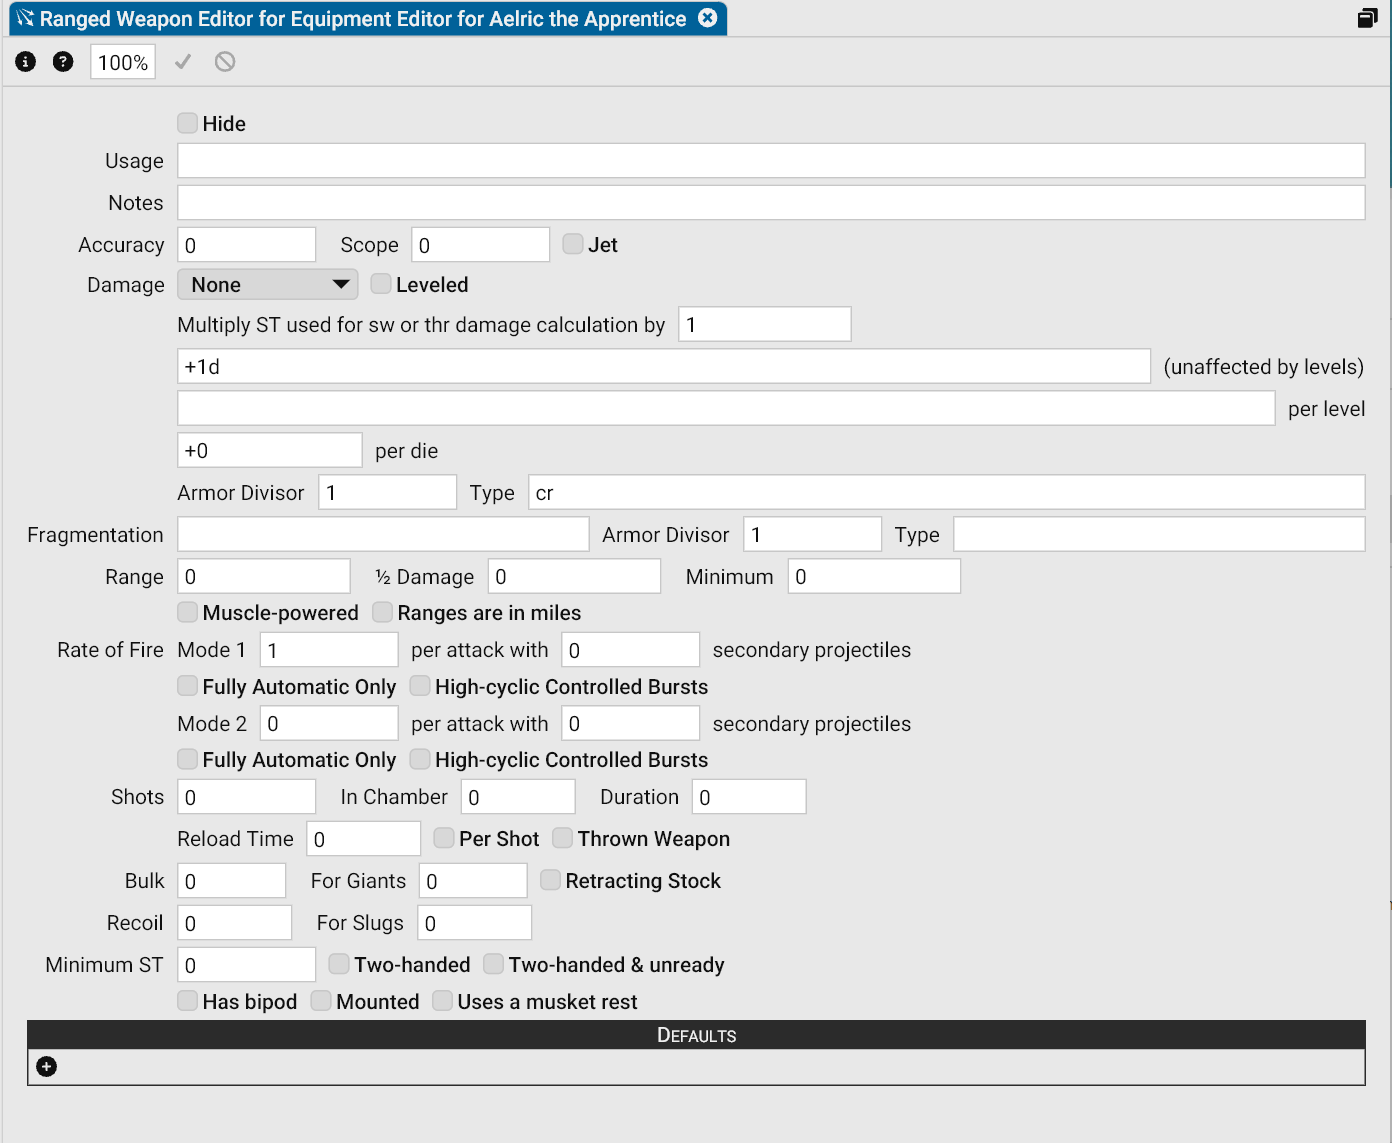 Ranged Weapon Editor for Equipment Editor for Aelric the Apprentice
100%
Hide
Usage
Notes
Accuracy 0 Scope 0 Jet
Damage None Leveled
Multiply ST used for sw or thr damage calculation by 1
+1d (unaffected by levels)
per level
+0 per die
Armor Divisor 1 Type cr
Fragmentation Armor Divisor 1 Type
Range 0 ½ Damage 0 Minimum 0
Muscle-powered Ranges are in miles
Rate of Fire Mode 1 1 per attack with 0 secondary projectiles
Fully Automatic Only High-cyclic Controlled Bursts
Mode 2 0 per attack with 0 secondary projectiles
Fully Automatic Only High-cyclic Controlled Bursts
Shots 0 In Chamber 0 Duration 0
Reload Time 0 Per Shot Thrown Weapon
Bulk 0 For Giants 0 Retracting Stock
Recoil 0 For Slugs 0
Minimum ST 0 Two-handed Two-handed & unready
Has bipod Mounted Uses a musket rest
Defaults